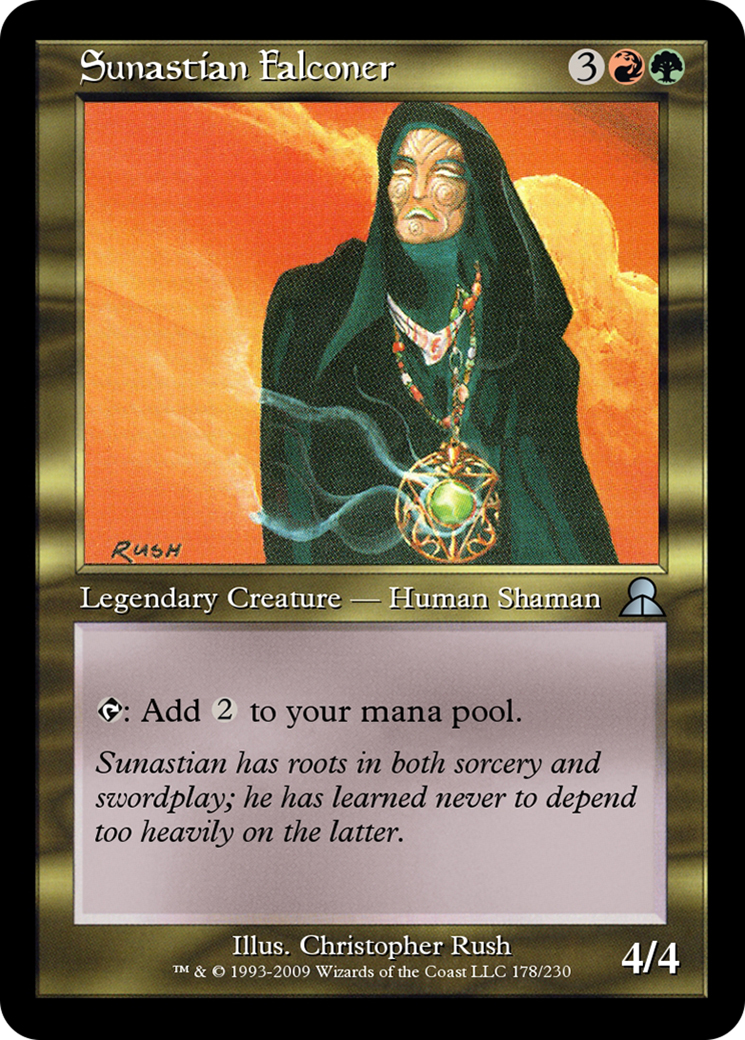 Sunastian Falconer 3
RUSH
Legendary Creature — Human Shaman
: Add 2 to your mana pool.
Sunastian has roots in both sorcery and
swordplay; he has learned never to depend
too heavily on the latter.
Illus. Christopher Rush
™ & © 1993-2009 Wizards of the Coast LLC 178/230
4/4